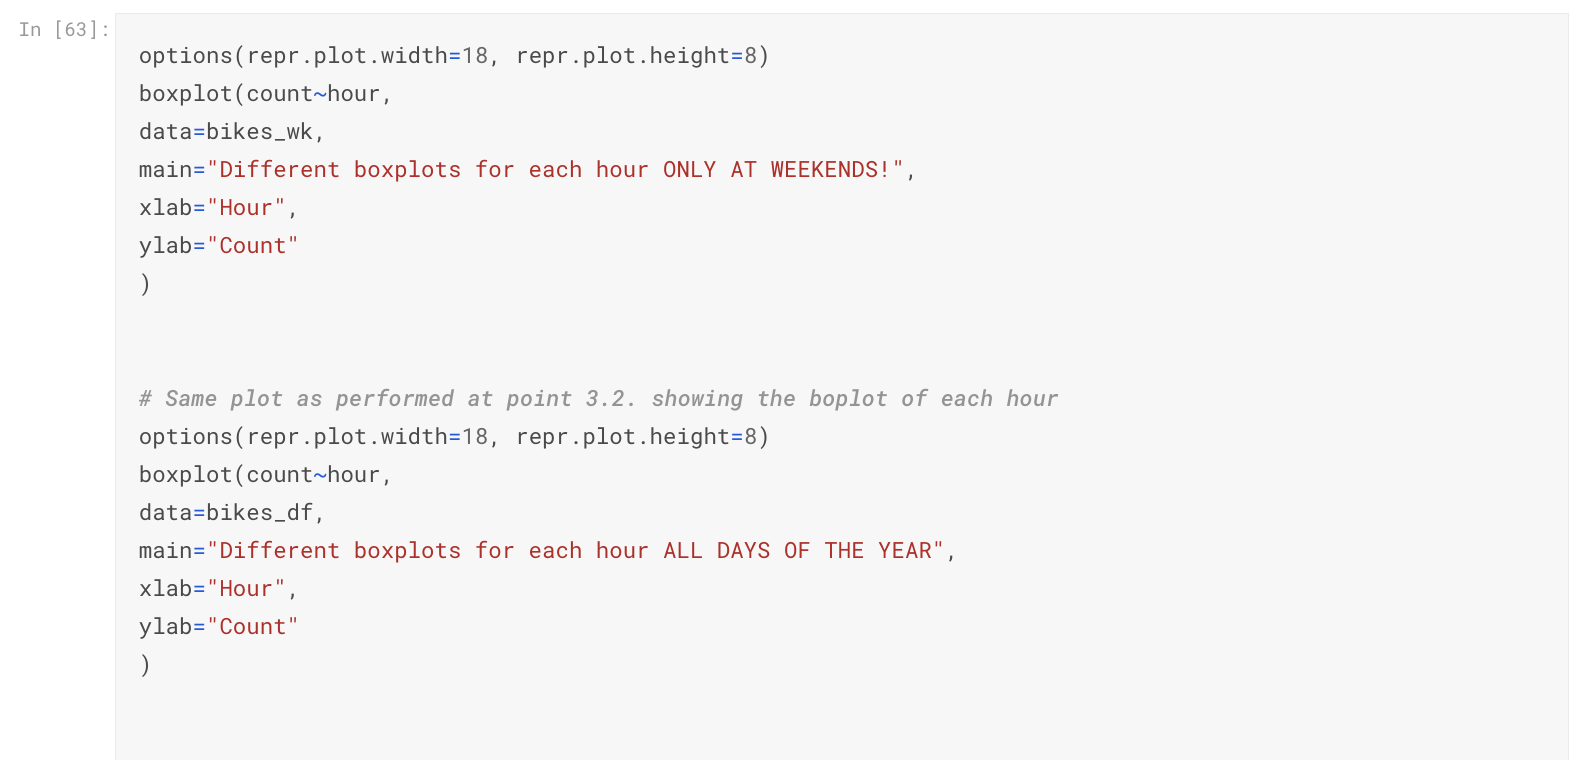 In [63]:
options(repr.plot.width=18, repr.plot.height=8)
boxplot(count~hour,
data=bikes_wk,
main="Different boxplots for each hour ONLY AT WEEKENDS!",
xlab="Hour",
ylab="Count"
)
# Same plot as performed at point 3.2. showing the boplot of each hour
options(repr.plot.width=18, repr.plot.height=8)
boxplot(count~hour,
data=bikes_df,
main="Different boxplots for each hour ALL DAYS OF THE YEAR",
xlab="Hour",
ylab="Count"
)